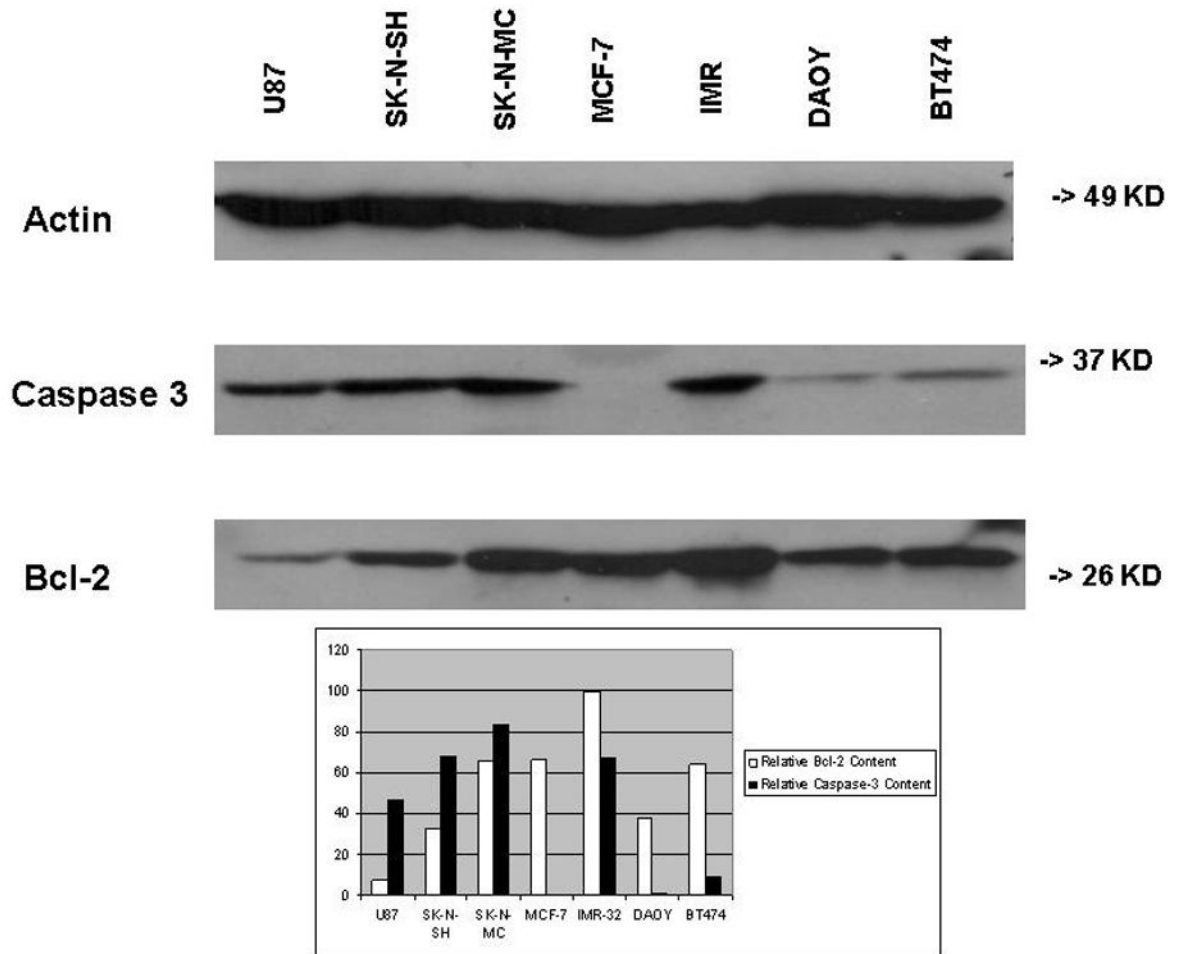 U87 SK-N-SH SK-N-MC MCF-7 IMR DAOY BT474
Actin
-> 49 KD
Caspase 3
-> 37 KD
Bcl-2
-> 26 KD
120
100
80
60
40
20
0
U87 SK-N-SH SK-N-MC MCF-7 IMR-32 DAOY BT474
Relative Bcl-2 Content
Relative Caspase-3 Content